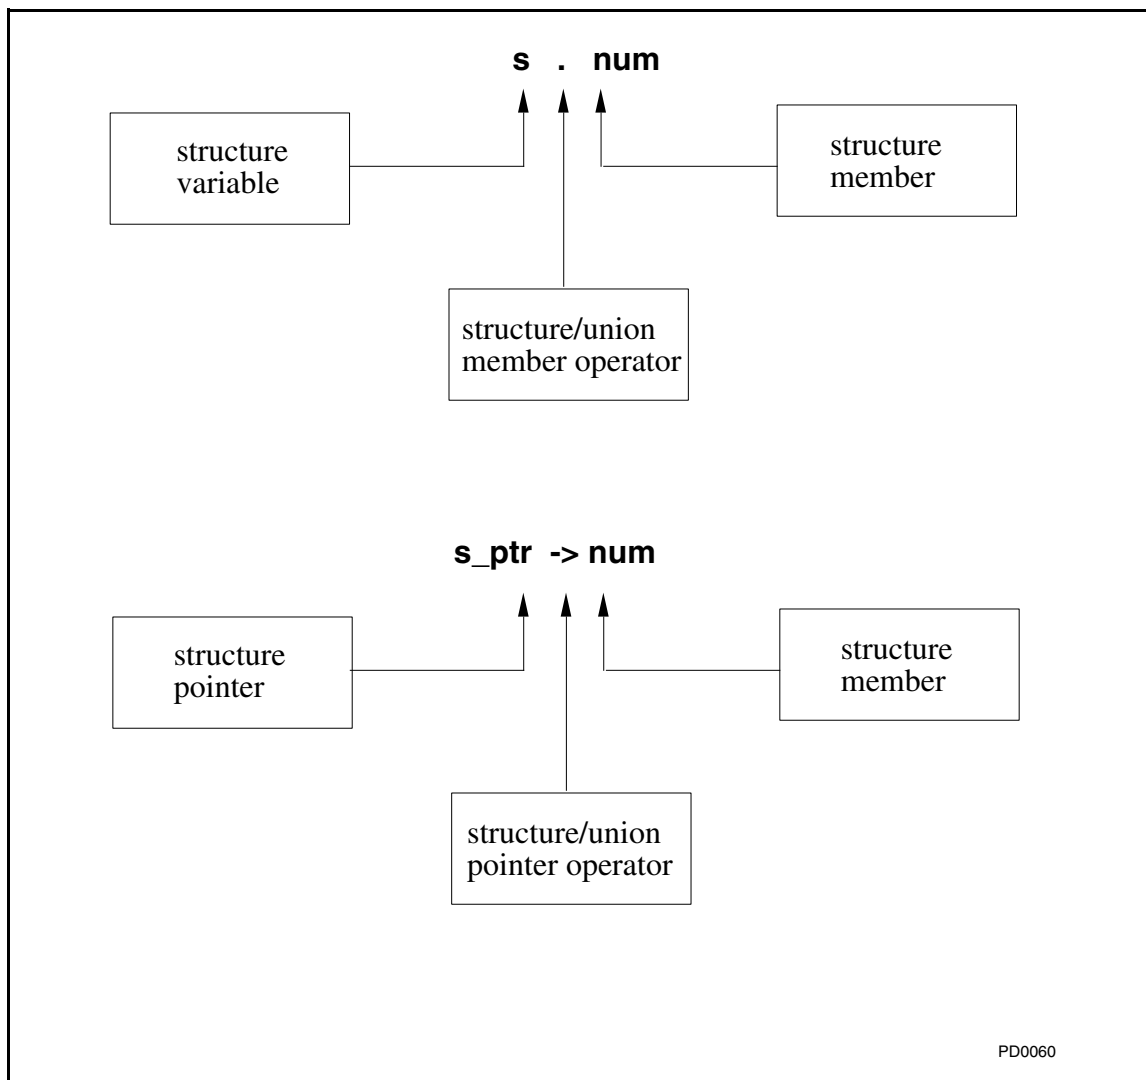 s . num
structure
variable
structure
member
structure/union
member operator
s_ptr -> num
structure
pointer
structure
member
structure/union
pointer operator
PD0060